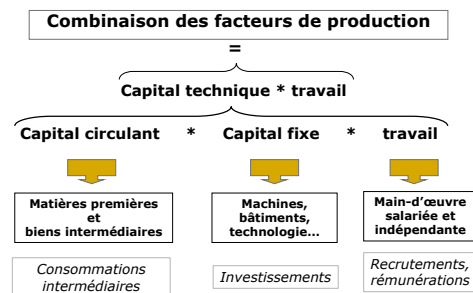 Combinaison des facteurs de production
=
Capital technique * travail
Capital circulant * Capital fixe * travail
Matières premières
et
biens intermédiaires
Machines,
bâtiments,
technologie...
Main-d'œuvre
salariée et
indépendante
Consommations
intermédiaires
Investissements
Recrutements,
rémunérations